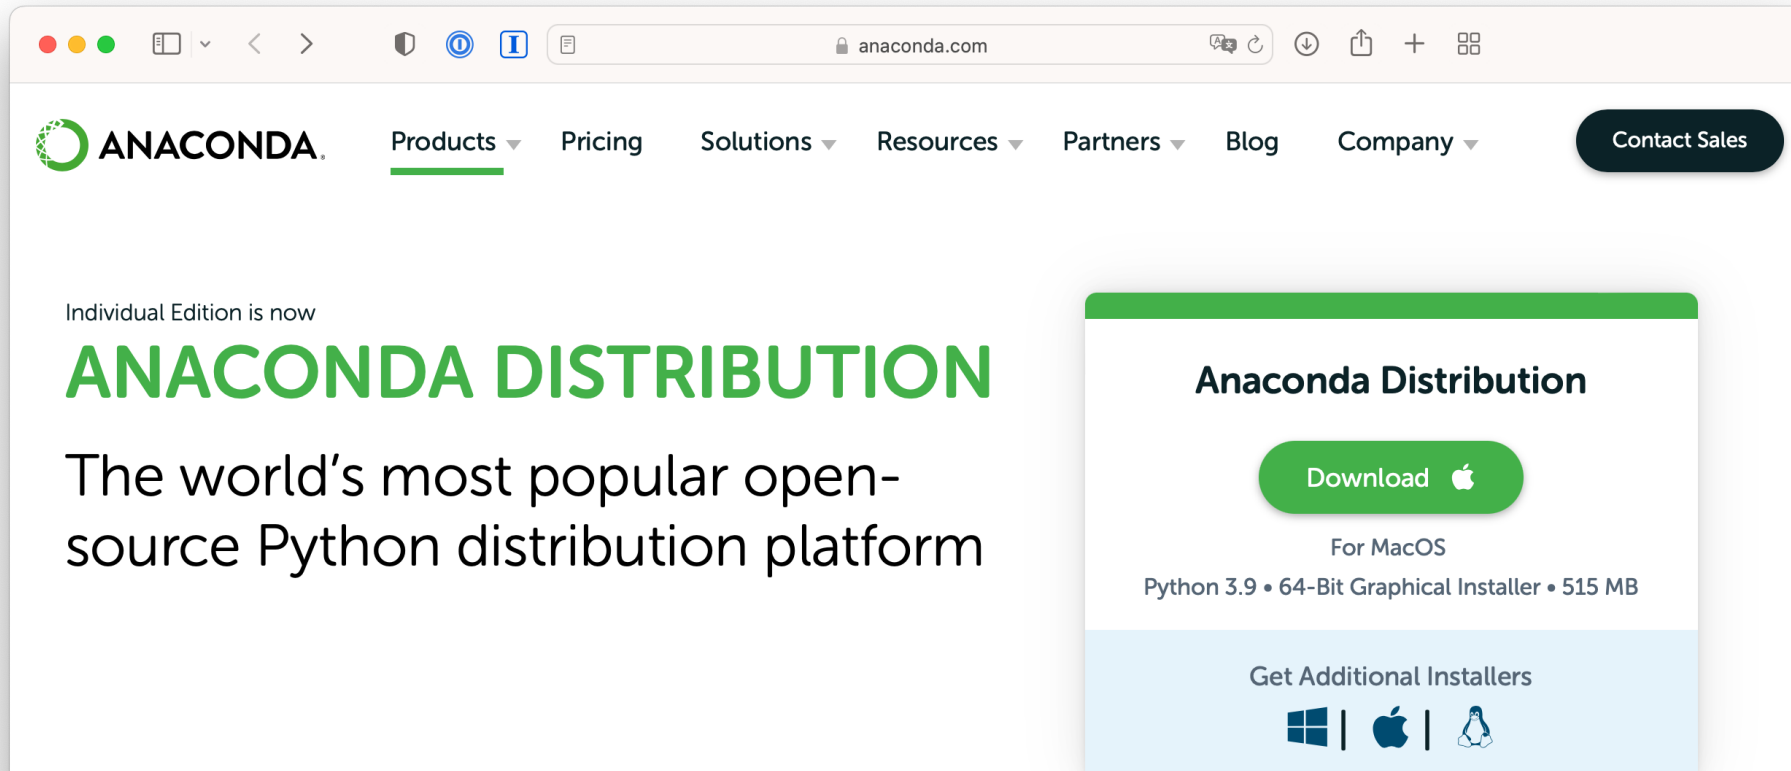 anaconda.com
ANACONDA.
Products
Pricing
Solutions
Resources
Partners
Blog
Company
Contact Sales
Individual Edition is now
ANACONDA DISTRIBUTION
The world's most popular open-
source Python distribution platform
Anaconda Distribution
Download
For MacOS
Python 3.9 • 64-Bit Graphical Installer • 515 MB
Get Additional Installers